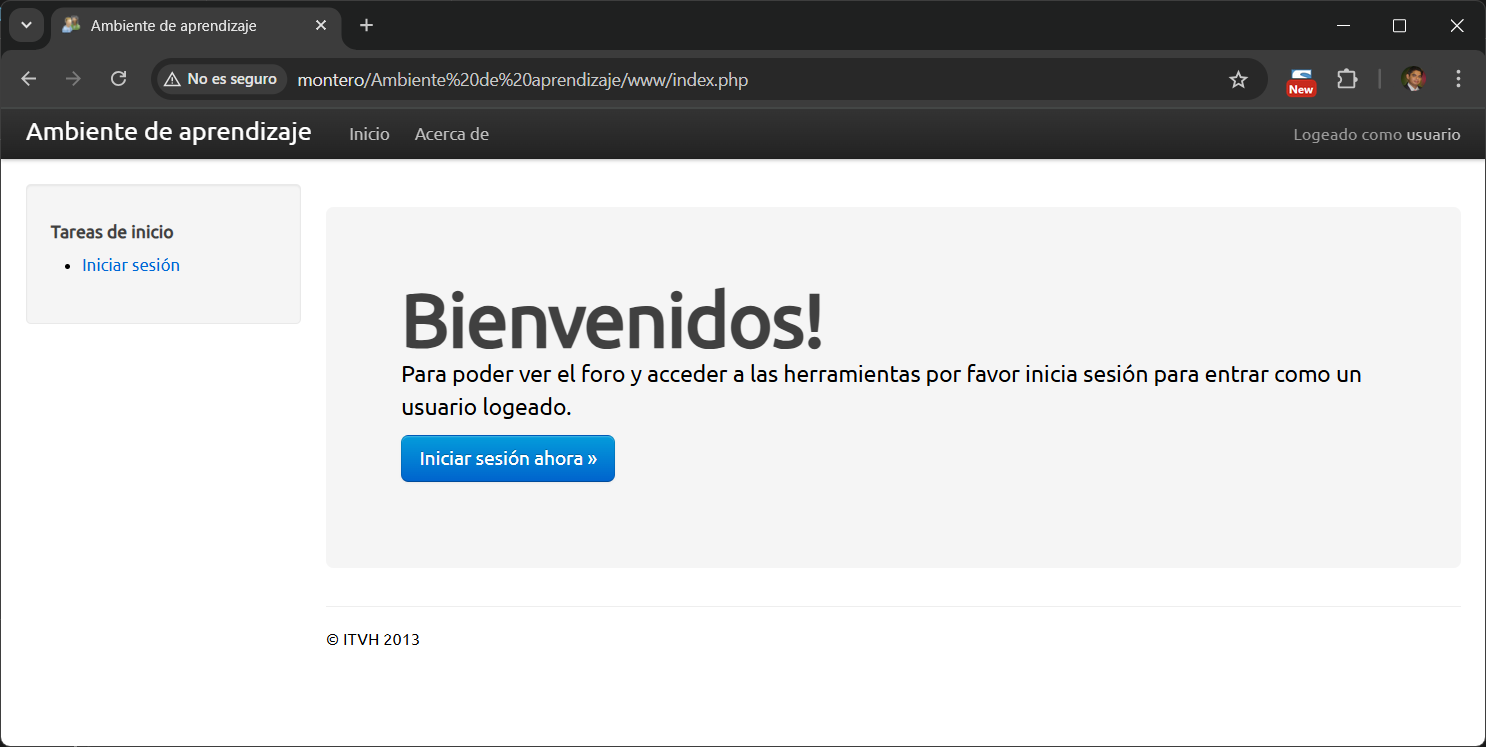 Ambiente de aprendizaje
No es seguro montero/Ambiente%20de%20aprendizaje/www/index.php New
Ambiente de aprendizaje Inicio Acerca de Logeado como usuario
Tareas de inicio
Iniciar sesión
Bienvenidos!
Para poder ver el foro y acceder a las herramientas por favor inicia sesión para entrar como un
usuario logeado.
Iniciar sesión ahora »
© ITVH 2013